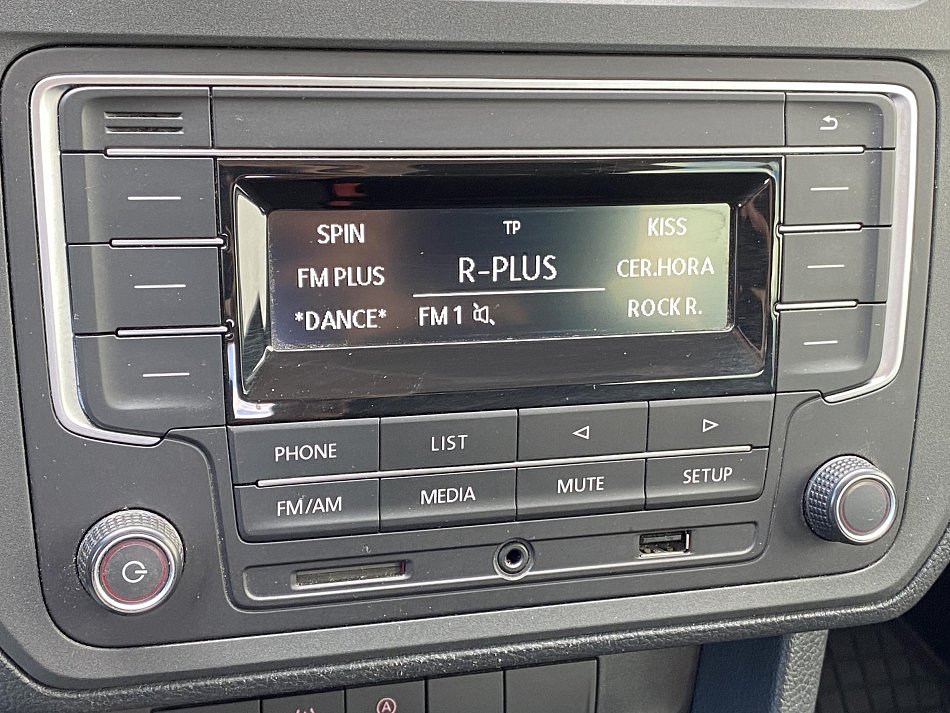 SPIN TP KISS
FM PLUS R-PLUS CER.HORA
*DANCE* FM 1 ROCK R.
PHONE LIST
FM/AM MEDIA MUTE SETUP
A